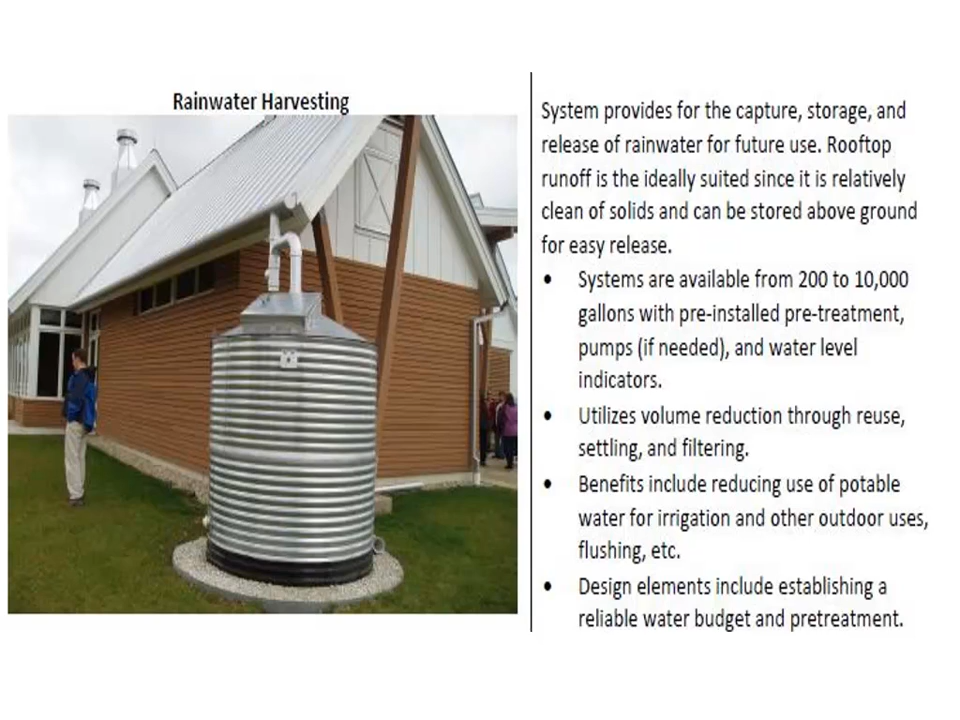 Rainwater Harvesting
System provides for the capture, storage, and
release of rainwater for future use. Rooftop
runoff is the ideally suited since it is relatively
clean of solids and can be stored above ground
for easy release.
• Systems are available from 200 to 10,000
gallons with pre-installed pre-treatment,
pumps (if needed), and water level
indicators.
• Utilizes volume reduction through reuse,
settling, and filtering.
• Benefits include reducing use of potable
water for irrigation and other outdoor uses,
flushing, etc.
• Design elements include establishing a
reliable water budget and pretreatment.